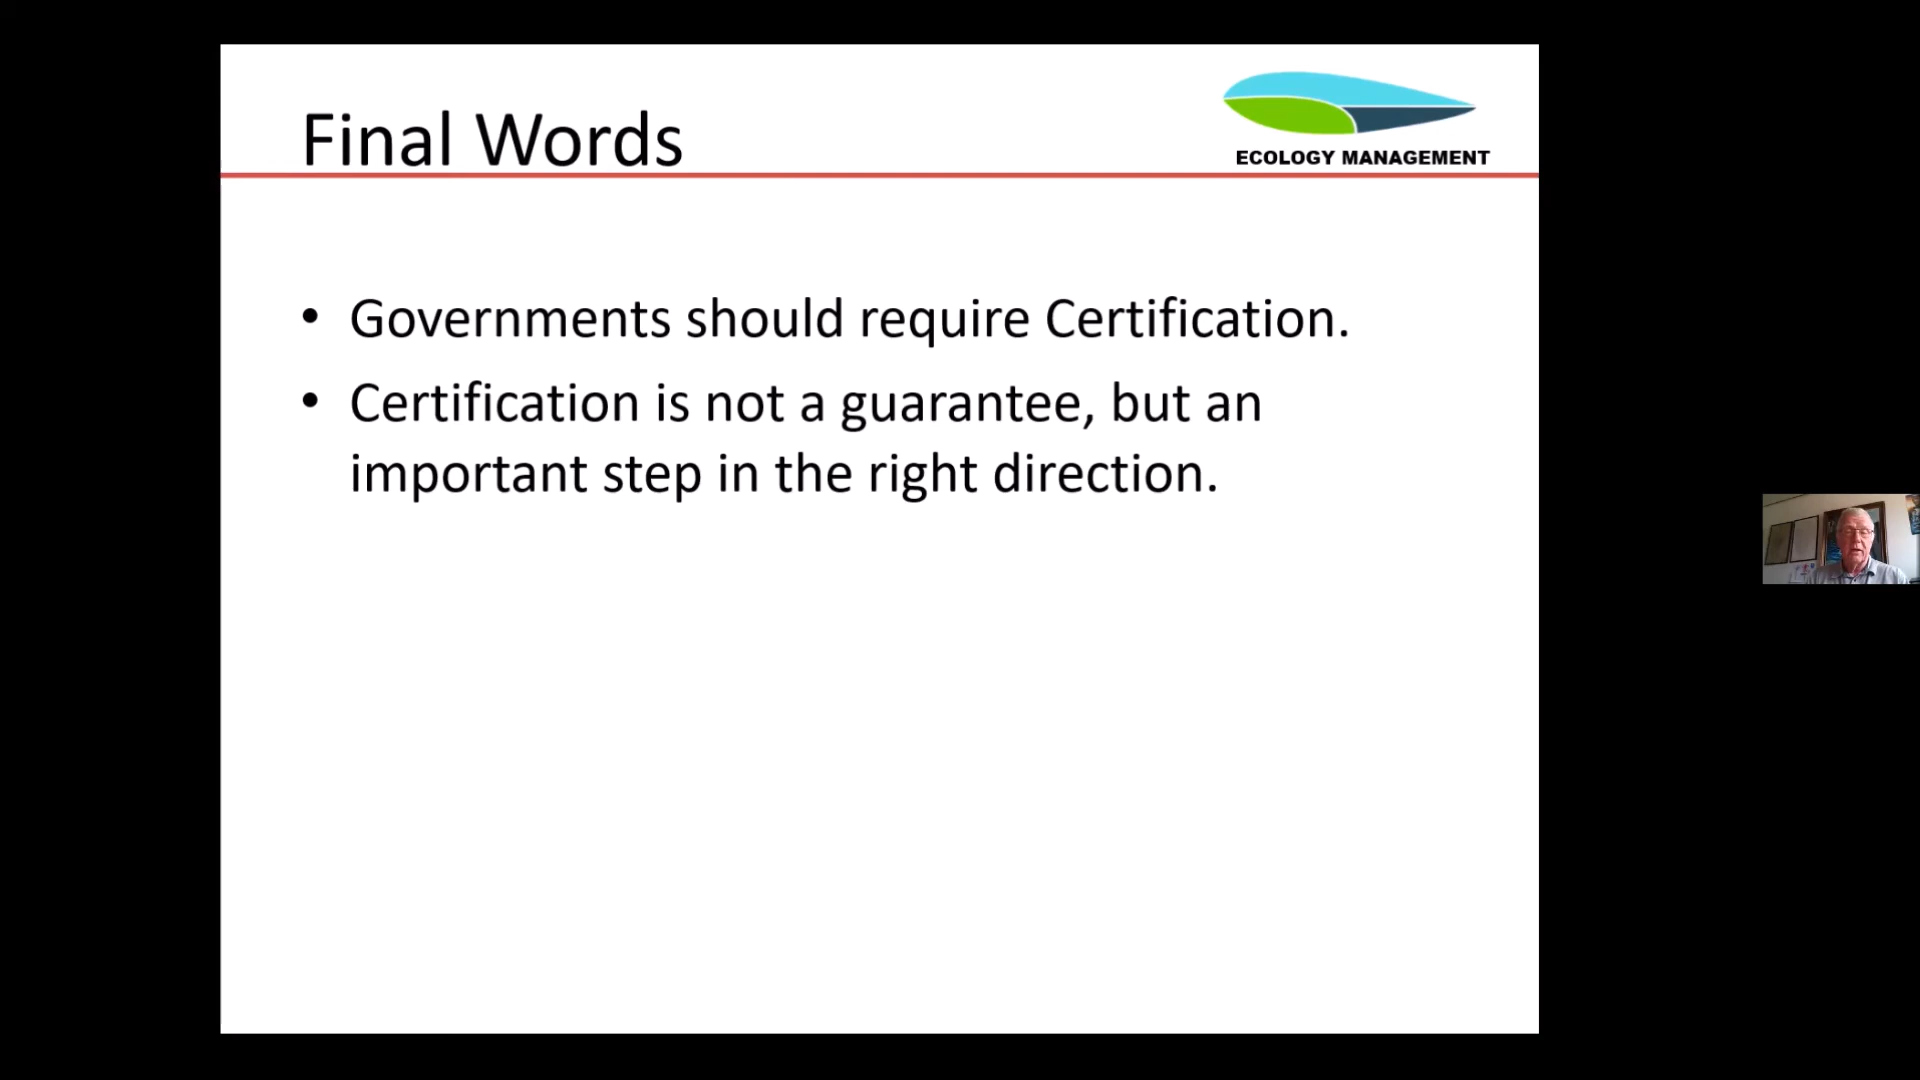 Final Words
ECOLOGY MANAGEMENT
• Governments should require Certification.
• Certification is not a guarantee, but an
important step in the right direction.